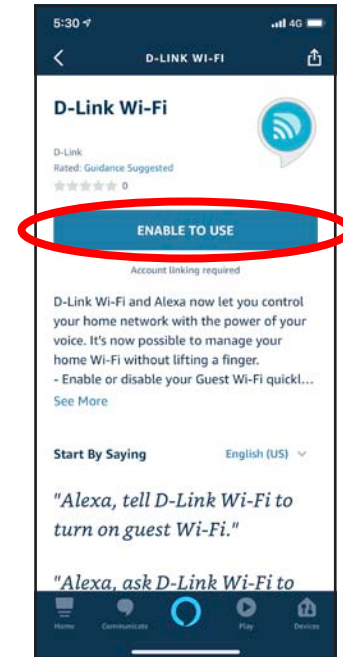 5:30
4G
D-LINK WI-FI
D-Link Wi-Fi
D-Link
Rated: Guidance Suggested
0
ENABLE TO USE
Account linking required
D-Link Wi-Fi and Alexa now let you control
your home network with the power of your
voice. It's now possible to manage your
home Wi-Fi without lifting a finger.
- Enable or disable your Guest Wi-Fi quickl...
See More
Start By Saying English (US)
"Alexa, tell D-Link Wi-Fi to
turn on guest Wi-Fi."
"Alexa, ask D-Link Wi-Fi to
Home Communicate Play Devices